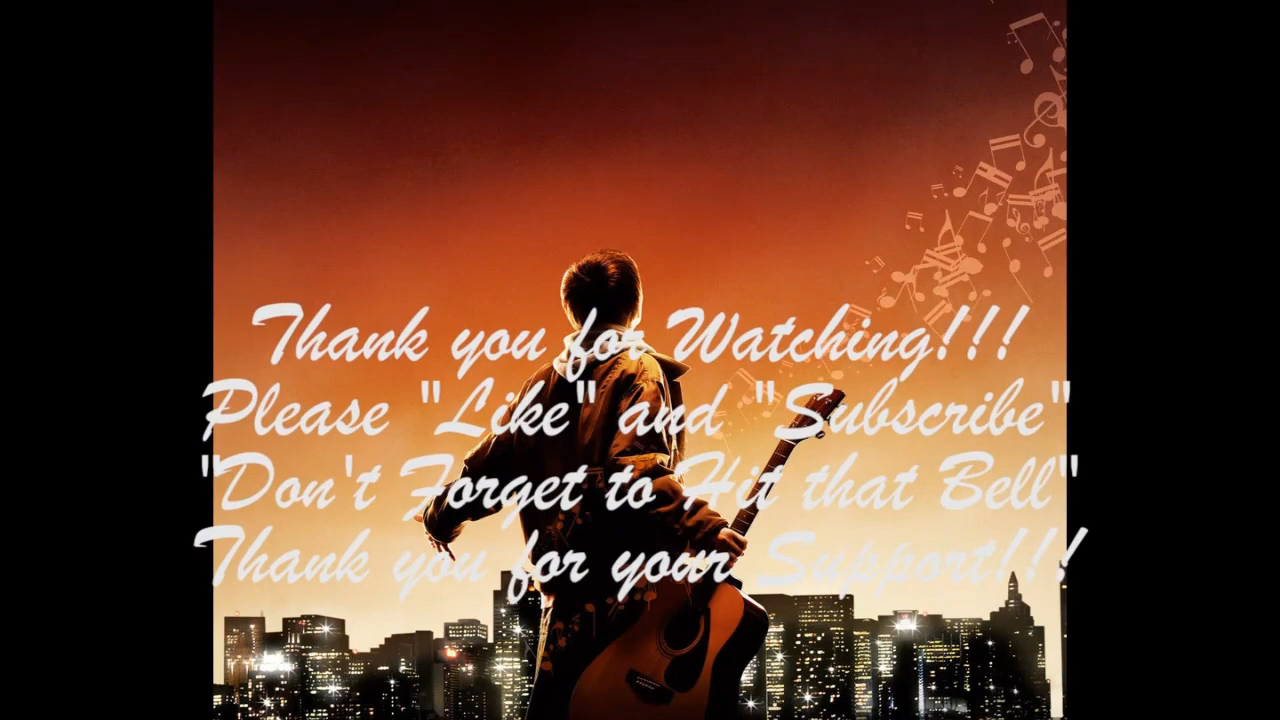 Thank you for Watching!!!
Please "Like" and "Subscribe"
"Don't Forget to Hit that Bell"
Thank you for your Support!!!